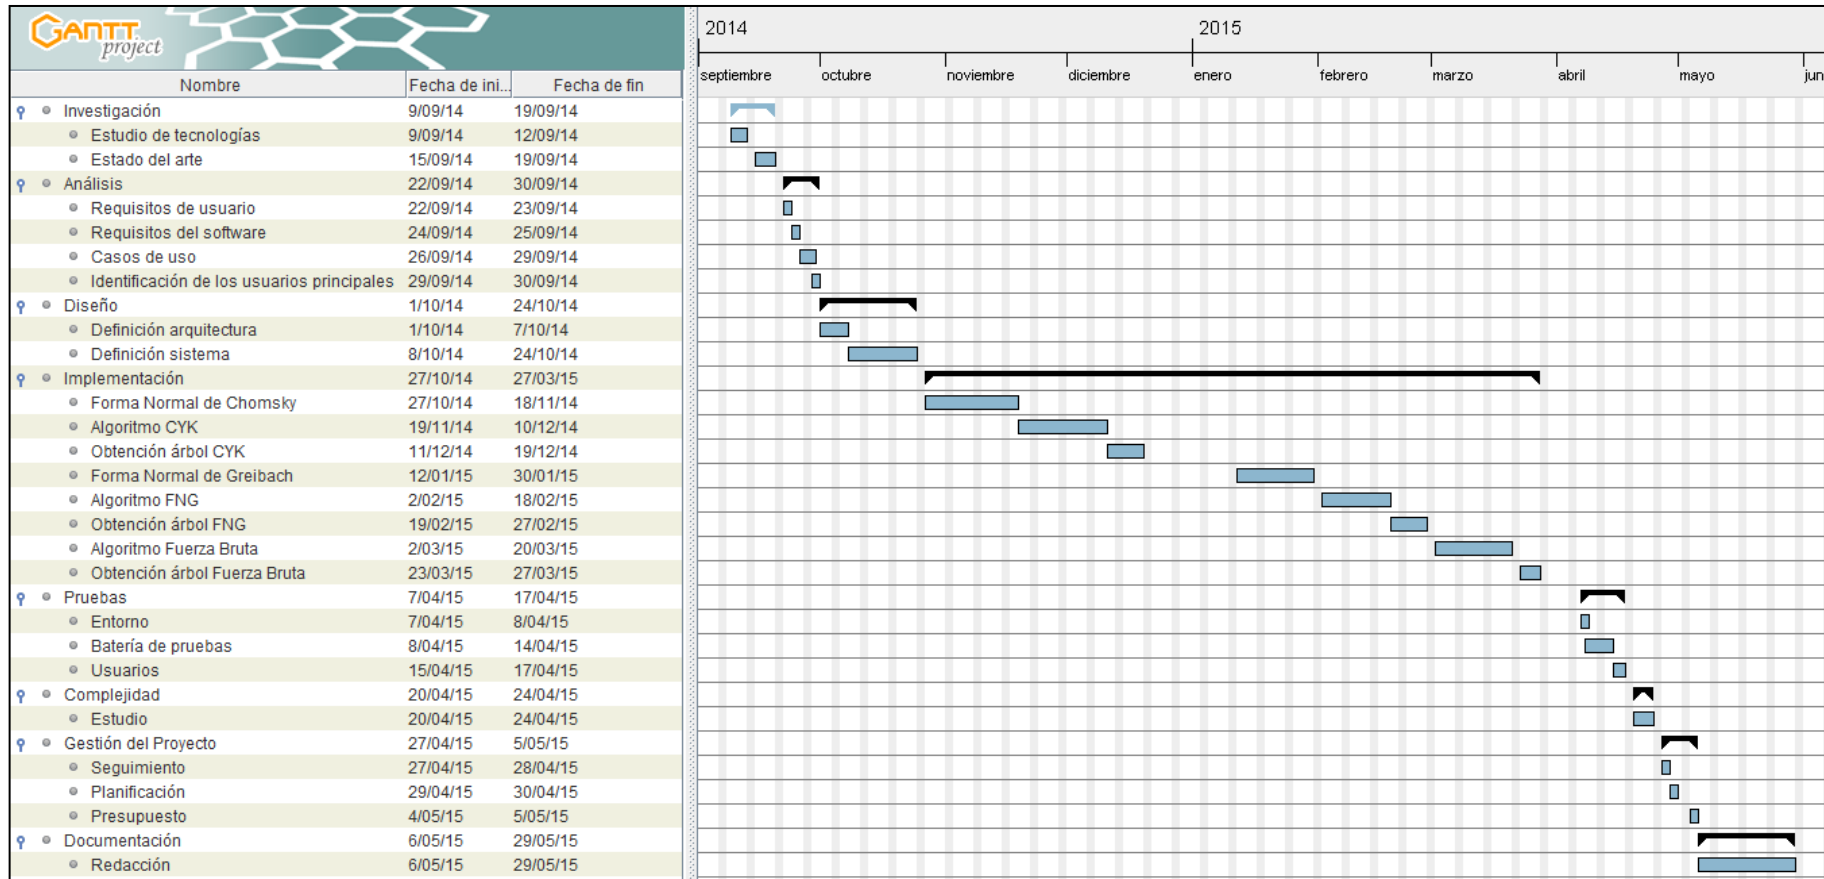 GANTT
project
2014 2015
septiembre octubre noviembre diciembre enero febrero marzo abril mayo jun
Nombre Fecha de ini... Fecha de fin
Investigación 9/09/14 19/09/14
Estudio de tecnologías 9/09/14 12/09/14
Estado del arte 15/09/14 19/09/14
Análisis 22/09/14 30/09/14
Requisitos de usuario 22/09/14 23/09/14
Requisitos del software 24/09/14 25/09/14
Casos de uso 26/09/14 29/09/14
Identificación de los usuarios principales 29/09/14 30/09/14
Diseño 1/10/14 24/10/14
Definición arquitectura 1/10/14 7/10/14
Definición sistema 8/10/14 24/10/14
Implementación 27/10/14 27/03/15
Forma Normal de Chomsky 27/10/14 18/11/14
Algoritmo CYK 19/11/14 10/12/14
Obtención árbol CYK 11/12/14 19/12/14
Forma Normal de Greibach 12/01/15 30/01/15
Algoritmo FNG 2/02/15 18/02/15
Obtención árbol FNG 19/02/15 27/02/15
Algoritmo Fuerza Bruta 2/03/15 20/03/15
Obtención árbol Fuerza Bruta 23/03/15 27/03/15
Pruebas 7/04/15 17/04/15
Entorno 7/04/15 8/04/15
Batería de pruebas 8/04/15 14/04/15
Usuarios 15/04/15 17/04/15
Complejidad 20/04/15 24/04/15
Estudio 20/04/15 24/04/15
Gestión del Proyecto 27/04/15 5/05/15
Seguimiento 27/04/15 28/04/15
Planificación 29/04/15 30/04/15
Presupuesto 4/05/15 5/05/15
Documentación 6/05/15 29/05/15
Redacción 6/05/15 29/05/15